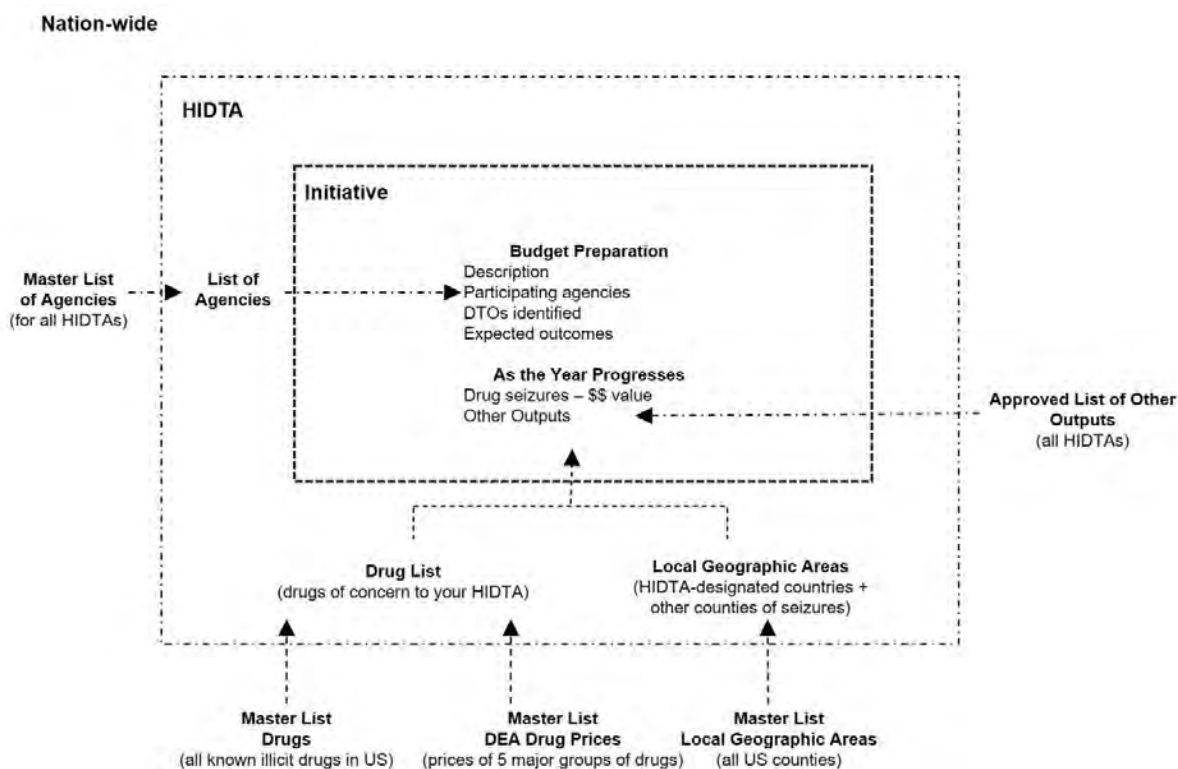 Nation-wide
HIDTA
Initiative
Budget Preparation
Description
Participating agencies
DTOs identified
Expected outcomes
Master List
of Agencies
(for all HIDTAs)
List of
Agencies
As the Year Progresses
Drug seizures – $$ value
Other Outputs
Approved List of Other
Outputs
(all HIDTAs)
Drug List
(drugs of concern to your HIDTA)
Local Geographic Areas
(HIDTA-designated countries +
other counties of seizures)
Master List
Drugs
(all known illicit drugs in US)
Master List
DEA Drug Prices
(prices of 5 major groups of drugs)
Master List
Local Geographic Areas
(all US counties)